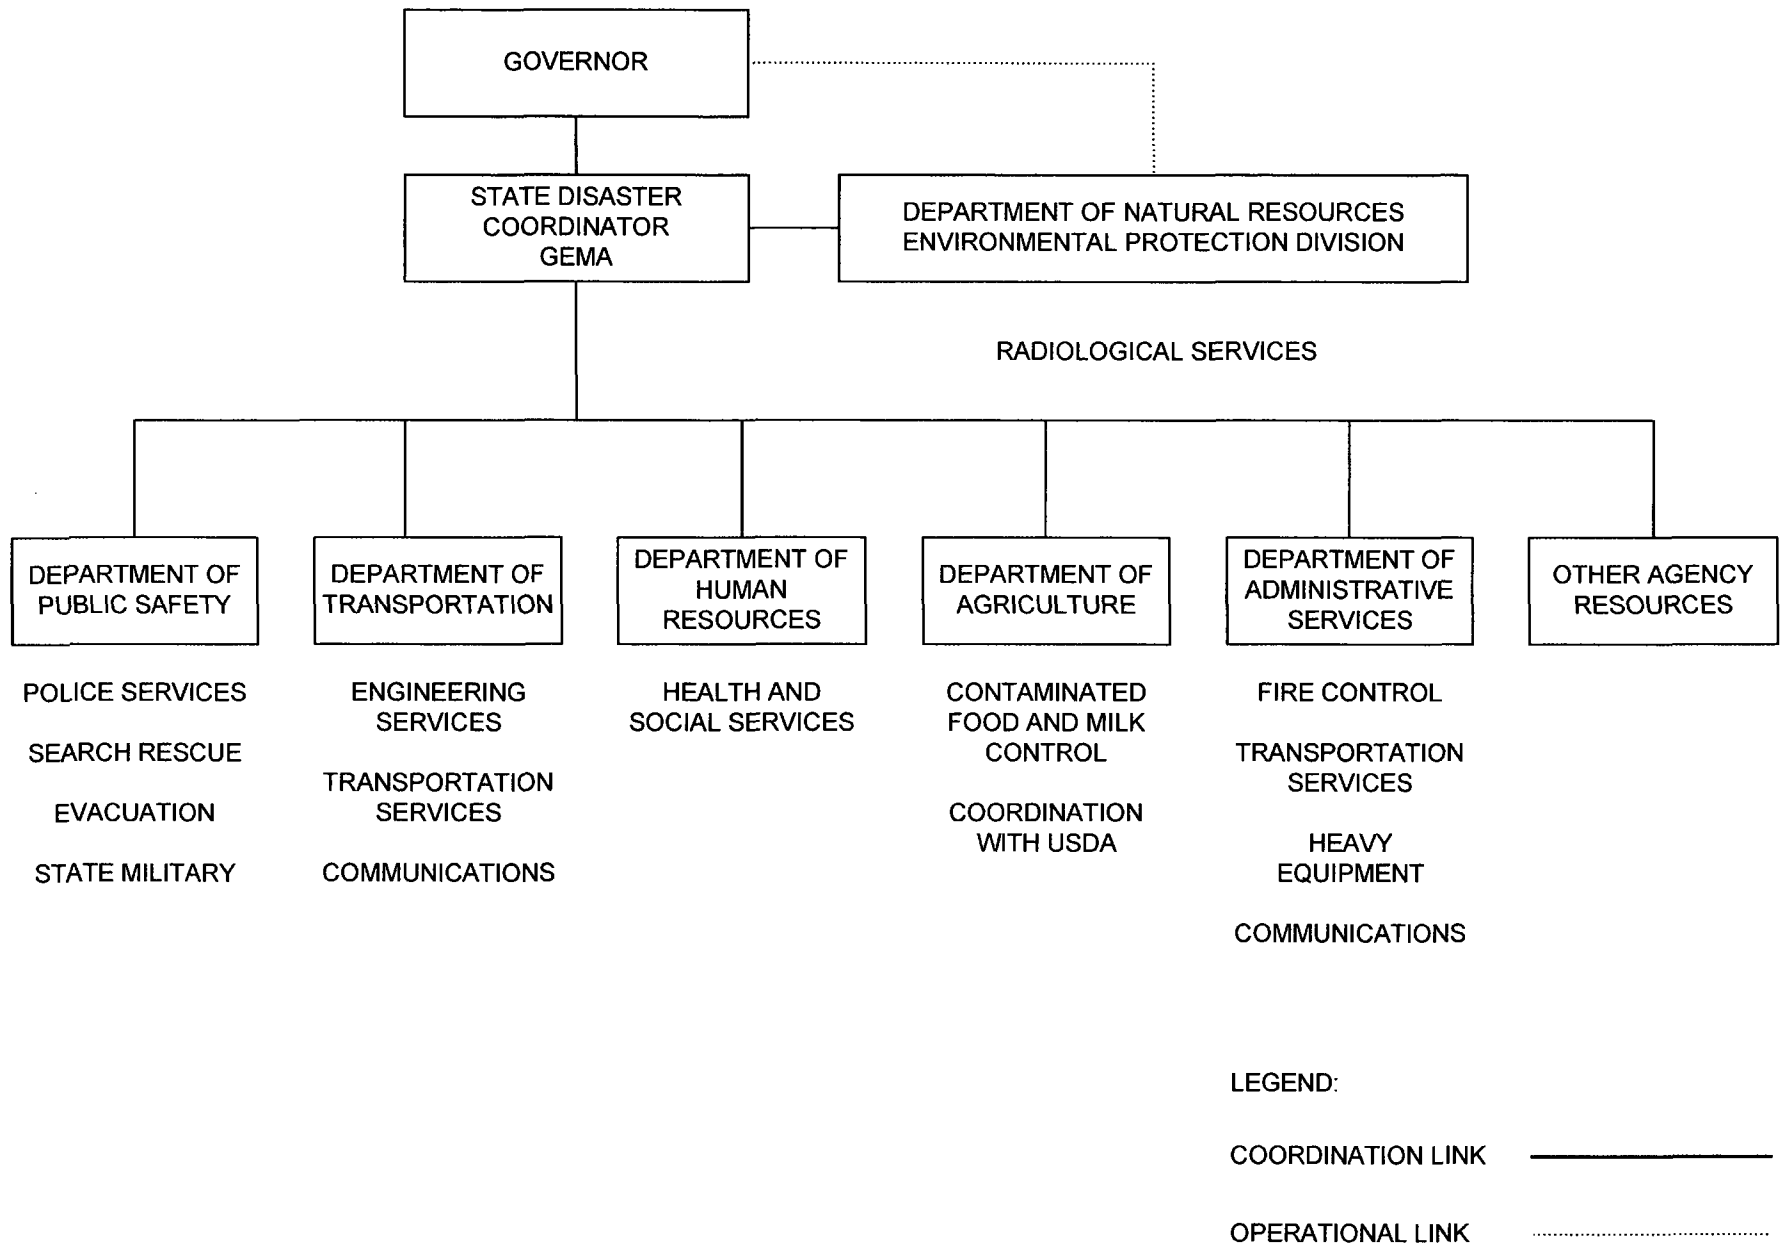 GOVERNOR
STATE DISASTER
COORDINATOR
GEMA
DEPARTMENT OF NATURAL RESOURCES
ENVIRONMENTAL PROTECTION DIVISION
RADIOLOGICAL SERVICES
DEPARTMENT OF
PUBLIC SAFETY
POLICE SERVICES
SEARCH RESCUE
EVACUATION
STATE MILITARY
DEPARTMENT OF
TRANSPORTATION
ENGINEERING
SERVICES
TRANSPORTATION
SERVICES
COMMUNICATIONS
DEPARTMENT OF
HUMAN
RESOURCES
HEALTH AND
SOCIAL SERVICES
DEPARTMENT OF
AGRICULTURE
CONTAMINATED
FOOD AND MILK
CONTROL
COORDINATION
WITH USDA
DEPARTMENT OF
ADMINISTRATIVE
SERVICES
FIRE CONTROL
TRANSPORTATION
SERVICES
HEAVY
EQUIPMENT
COMMUNICATIONS
OTHER AGENCY
RESOURCES
LEGEND:
COORDINATION LINK
OPERATIONAL LINK